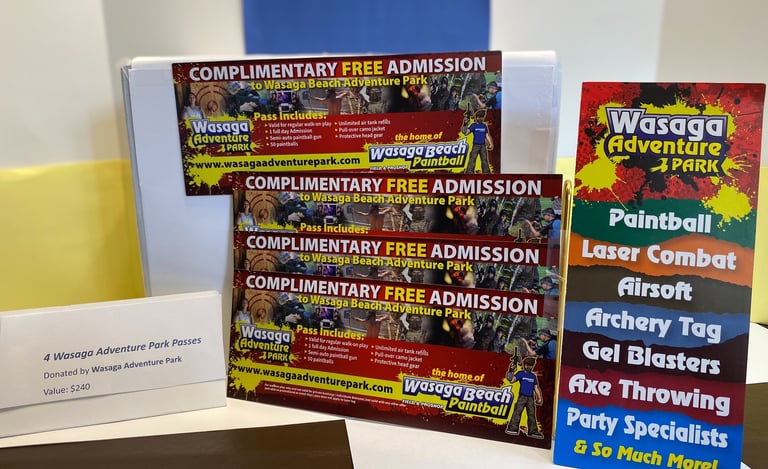 COMPLIMENTARY FREE ADMISSION
to Wasaga Beach Adventure Park
Wasaga
Adventure
PARK
Pass Includes:
• Valid for regular walk-on play
• 1 full day Admission
• Semi-auto paintball gun
• 50 paintballs
• Unlimited air tank refills
• Pull-over camo jacket
• Protective head gear
www.wasagaadventurepark.com
the home of
Wasaga Beach
Paintball
FIELD & PROSHOP
COMPLIMENTARY FREE ADMISSION
to Wasaga Beach Adventure Park
Pass Includes:
COMPLIMENTARY FREE ADMISSION
to Wasaga Beach Adventure Park
COMPLIMENTARY FREE ADMISSION
to Wasaga Beach Adventure Park
Wasaga
Adventure
PARK
Pass Includes:
• Valid for regular walk-on play
• 1 full day Admission
• Semi-auto paintball gun
• 50 paintballs
• Unlimited air tank refills
• Pull-over camo jacket
• Protective head gear
www.wasagaadventurepark.com
the home of
Wasaga Beach
Paintball
FIELD & PROSHOP
4 Wasaga Adventure Park Passes
Donated by Wasaga Adventure Park
Value: $240
Wasaga
Adventure
PARK
Paintball
Laser Combat
Airsoft
Archery Tag
Gel Blasters
Axe Throwing
Party Specialists
& So Much More!